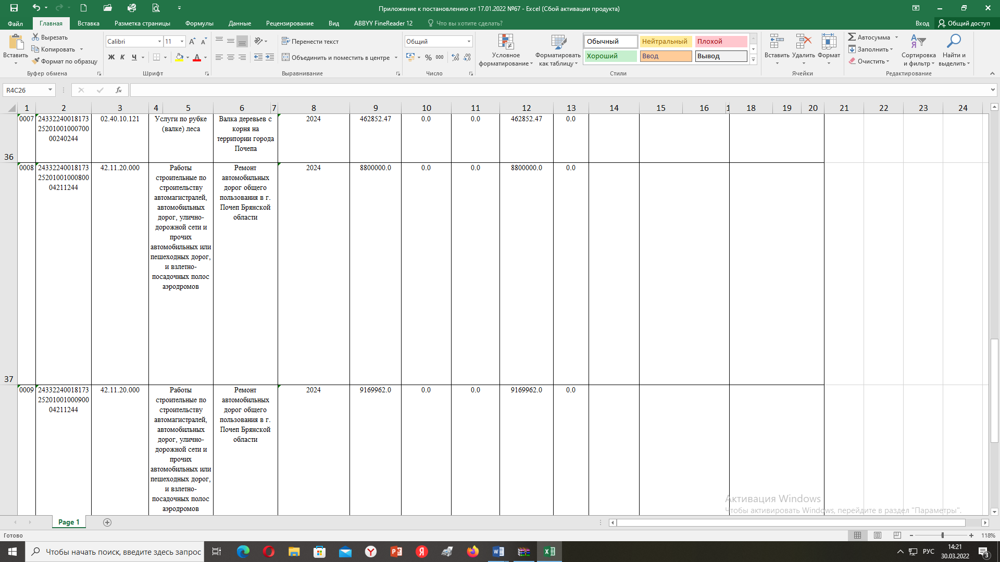 Приложение к постановлению от 17.01.2022 №67 - Excel (Сбой активации продукта)
Файл Главная Вставка Разметка страницы Формулы Данные Рецензирование Вид ABBYY FineReader 12 Что вы хотите сделать? Вход Общий доступ
Вставить
Вырезать
Копировать
Формат по образцу
Буфер обмена
Calibri 11
Ж К Ч
Шрифт
Перенести текст
Объединить и поместить в центре
Выравнивание
Общий
% 000
Число
Условное форматирование
Форматировать как таблицу
Обычный Нейтральный Плохой
Хороший Ввод Вывод
Стили
Вставить Удалить Формат
Ячейки
Автосумма
Заполнить
Очистить
Сортировка и фильтр
Найти и выделить
Редактирование
R4C26
fx
1 2 3 4 5 6 7 8 9 10 11 12 13 14 15 16 1 18 19 20 21 22 23 24
36
0007
24332240018173
25201001000700
00240244
02.40.10.121
Услуги по рубке
(валке) леса
Валка деревьев с
корня на
территории города
Почепа
2024 462852.47 0.0 0.0 462852.47 0.0
37
0008
24332240018173
25201001000800
04211244
42.11.20.000
Работы
строительные по
строительству
автомагистралей,
автомобильных
дорог, улично-
дорожной сети и
прочих
автомобильных или
пешеходных дорог,
и взлетно-
посадочных полос
аэродромов
Ремонт
автомобильных
дорог общего
пользования в г.
Почеп Брянской
области
2024 8800000.0 0.0 0.0 8800000.0 0.0
0009
24332240018173
25201001000900
04211244
42.11.20.000
Работы
строительные по
строительству
автомагистралей,
автомобильных
дорог, улично-
дорожной сети и
прочих
автомобильных или
пешеходных дорог,
и взлетно-
посадочных полос
аэродромов
Ремонт
автомобильных
дорог общего
пользования в г.
Почеп Брянской
области
2024 9169962.0 0.0 0.0 9169962.0 0.0
Активация Windows
Чтобы активировать Windows, перейдите в раздел "Параметры".
Page 1
Готово
118%
Чтобы начать поиск, введите здесь запрос
РУС
14:21
30.03.2022
3